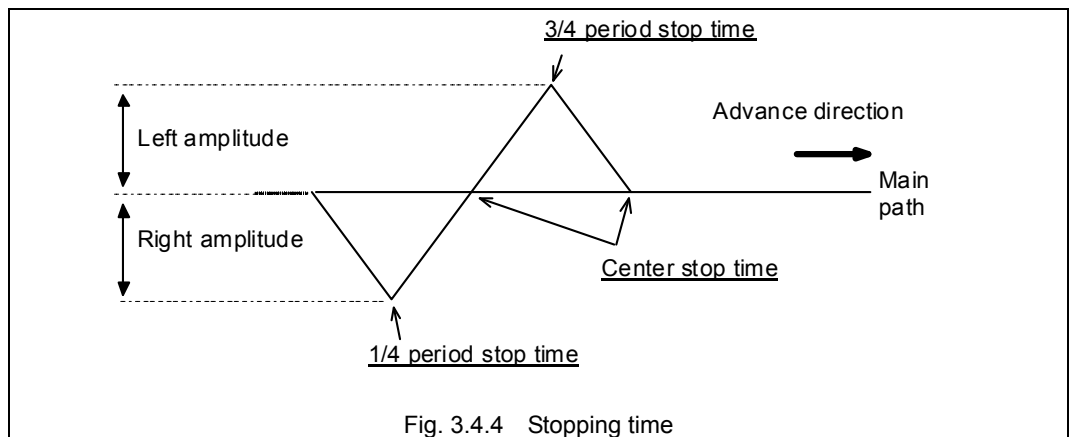 3/4 period stop time
Advance direction
Left amplitude
Main
path
Right amplitude
Center stop time
1/4 period stop time
Fig. 3.4.4 Stopping time